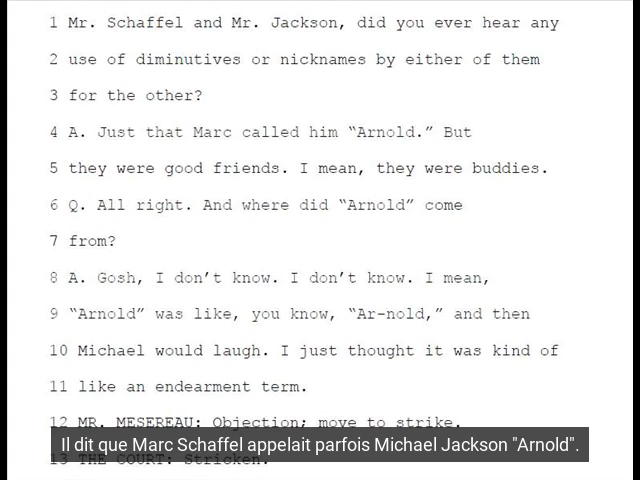 1 Mr. Schaffel and Mr. Jackson, did you ever hear any
2 use of diminutives or nicknames by either of them
3 for the other?
4 A. Just that Marc called him “Arnold.” But
5 they were good friends. I mean, they were buddies.
6 Q. All right. And where did “Arnold” come
7 from?
8 A. Gosh, I don’t know. I don’t know. I mean,
9 “Arnold” was like, you know, “Ar-nold,” and then
10 Michael would laugh. I just thought it was kind of
11 like an endearment term.
12 MR. MESEREAU: Objection; move to strike.
Il dit que Marc Schaffel appelait parfois Michael Jackson "Arnold".
13 THE COURT: Stricken.